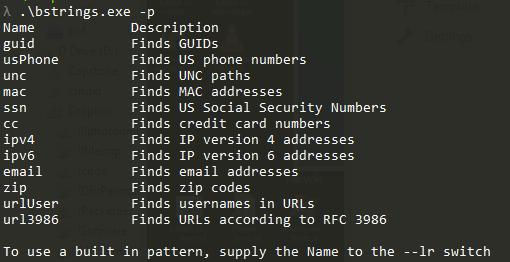 λ .\bstrings.exe -p
Name Description
guid Finds GUIDs
usPhone Finds US phone numbers
unc Finds UNC paths
mac Finds MAC addresses
ssn Finds US Social Security Numbers
cc Finds credit card numbers
ipv4 Finds IP version 4 addresses
ipv6 Finds IP version 6 addresses
email Finds email addresses
zip Finds zip codes
urlUser Finds usernames in URLs
url3986 Finds URLs according to RFC 3986
To use a built in pattern, supply the Name to the --lr switch